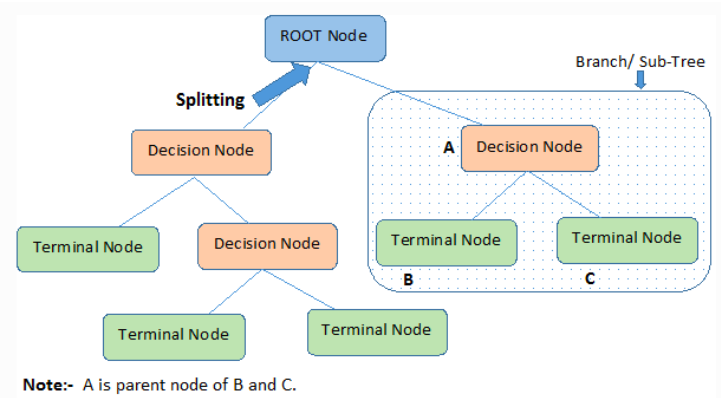 ROOT Node
Branch/ Sub-Tree
Splitting
Decision Node
A
Decision Node
Terminal Node
Decision Node
Terminal Node
Terminal Node
B
C
Terminal Node
Terminal Node
Note:- A is parent node of B and C.